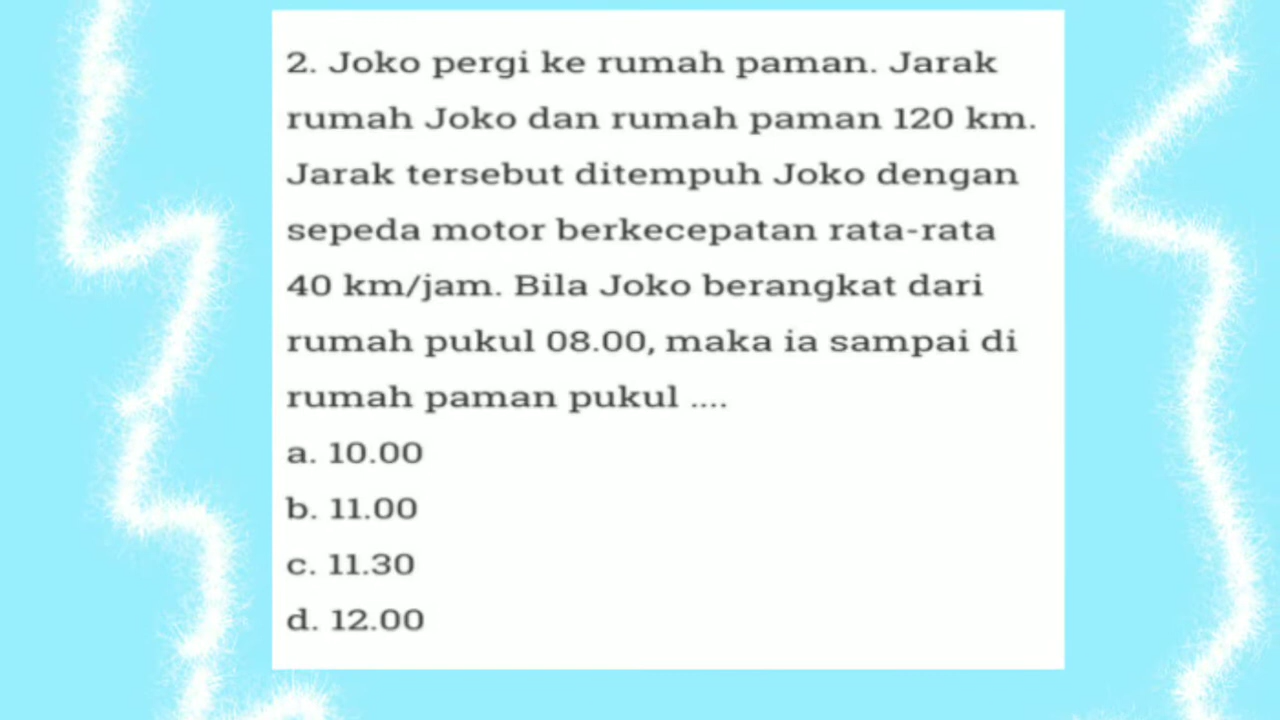 2. Joko pergi ke rumah paman. Jarak
rumah Joko dan rumah paman 120 km.
Jarak tersebut ditempuh Joko dengan
sepeda motor berkecepatan rata-rata
40 km/jam. Bila Joko berangkat dari
rumah pukul 08.00, maka ia sampai di
rumah paman pukul ....
a. 10.00
b. 11.00
c. 11.30
d. 12.00